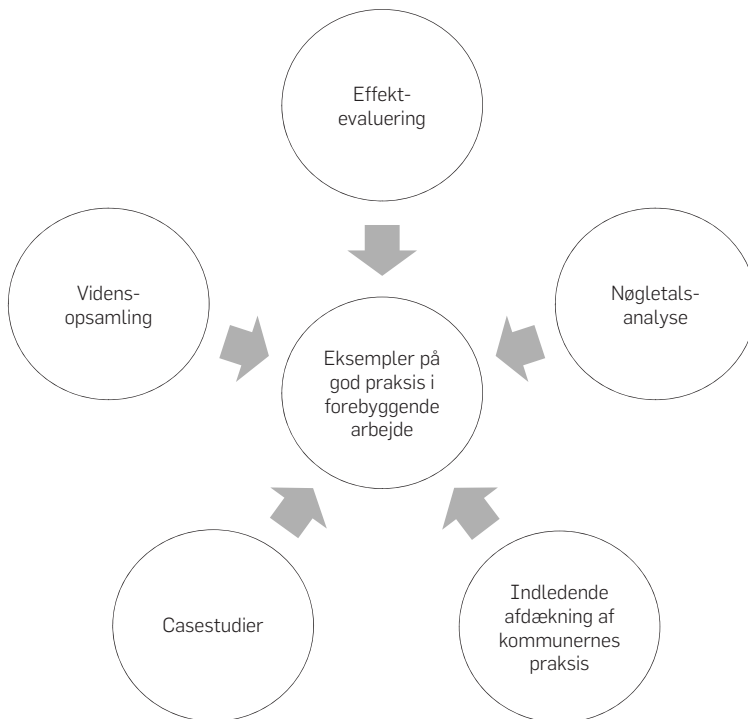 Effekt-
evaluering
Videns-
opsamling
Nøgletals-
analyse
Eksempler på
god praksis i
forebyggende
arbejde
Casestudier
Indledende
afdækning af
kommunernes
praksis